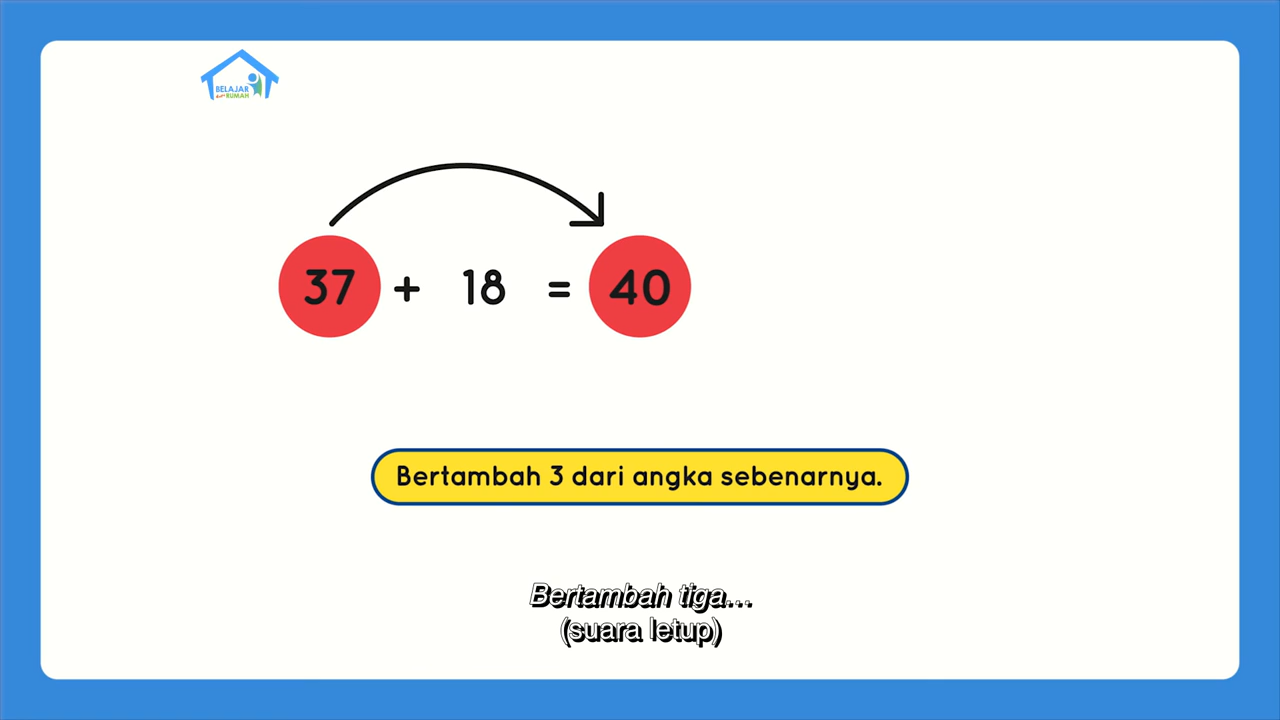 BELAJAR
dari RUMAH
37 + 18 = 40
Bertambah 3 dari angka sebenarnya.
Bertambah tiga...
(suara letup)